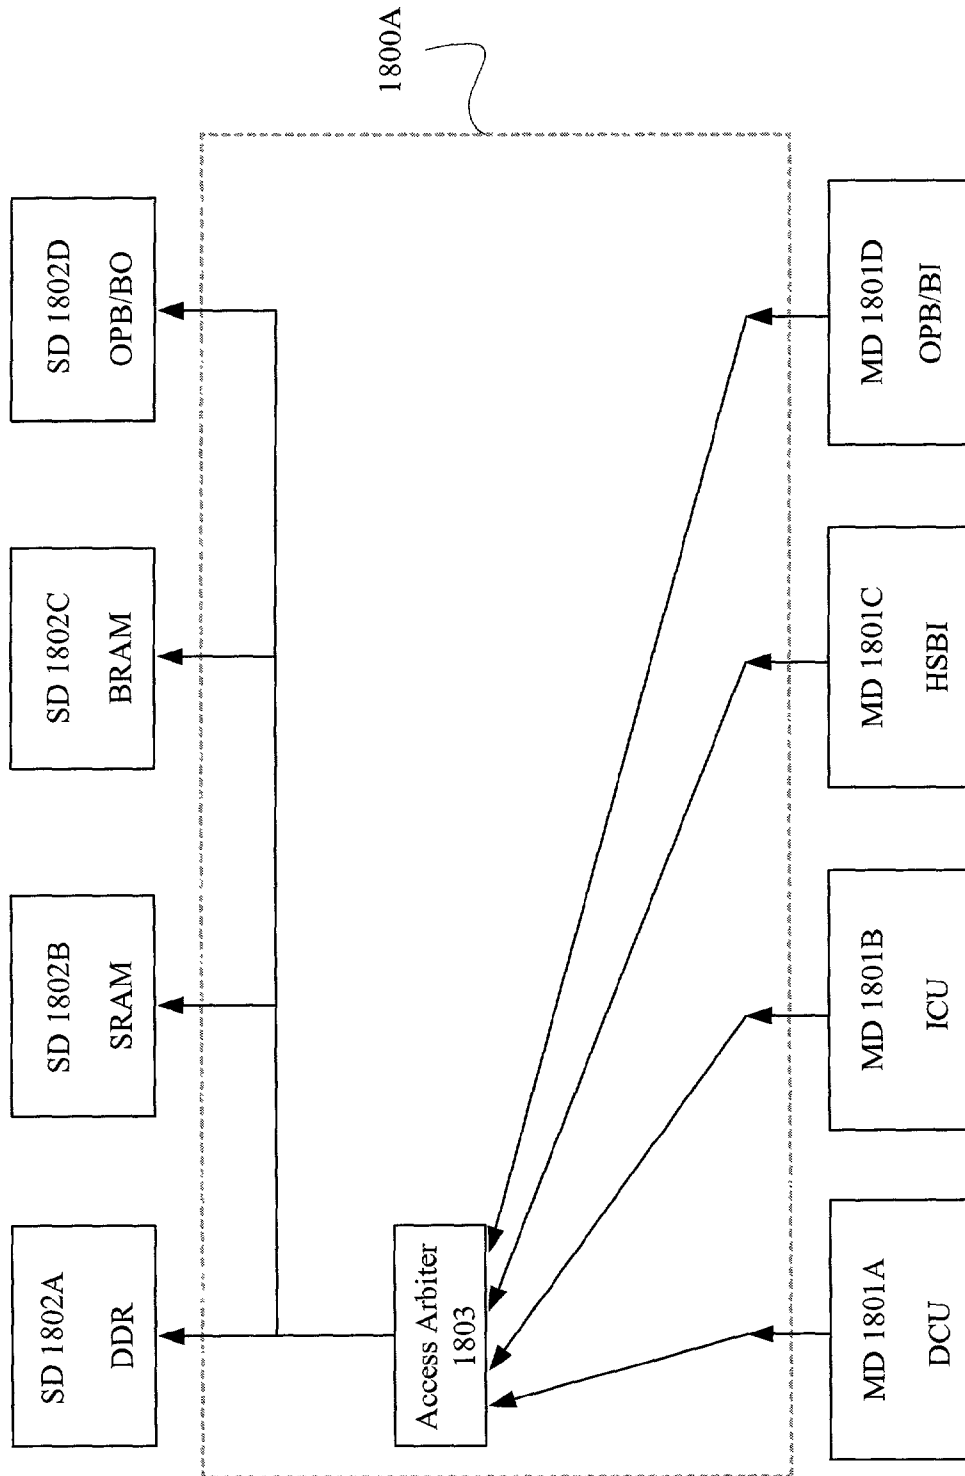 SD 1802A
DDR
SD 1802B
SRAM
SD 1802C
BRAM
SD 1802D
OPB/BO
1800A
Access Arbiter
1803
MD 1801A
DCU
MD 1801B
ICU
MD 1801C
HSBI
MD 1801D
OPB/BI